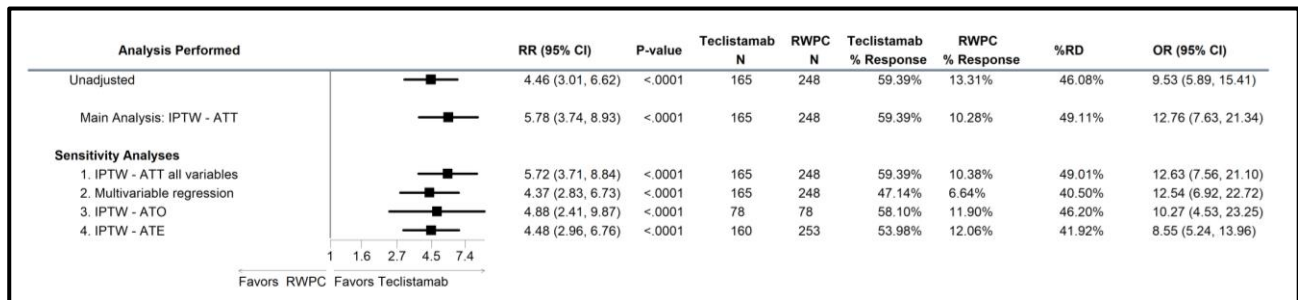 Analysis Performed RR (95% CI) P-value Teclistamab N RWPC N Teclistamab % Response RWPC % Response %RD OR (95% CI)
Unadjusted 4.46 (3.01, 6.62) <.0001 165 248 59.39% 13.31% 46.08% 9.53 (5.89, 15.41)
Main Analysis: IPTW - ATT 5.78 (3.74, 8.93) <.0001 165 248 59.39% 10.28% 49.11% 12.76 (7.63, 21.34)
Sensitivity Analyses
1. IPTW - ATT all variables 5.72 (3.71, 8.84) <.0001 165 248 59.39% 10.38% 49.01% 12.63 (7.56, 21.10)
2. Multivariable regression 4.37 (2.83, 6.73) <.0001 165 248 47.14% 6.64% 40.50% 12.54 (6.92, 22.72)
3. IPTW - ATO 4.88 (2.41, 9.87) <.0001 78 78 58.10% 11.90% 46.20% 10.27 (4.53, 23.25)
4. IPTW - ATE 4.48 (2.96, 6.76) <.0001 160 253 53.98% 12.06% 41.92% 8.55 (5.24, 13.96)
1 1.6 2.7 4.5 7.4
Favors RWPC Favors Teclistamab